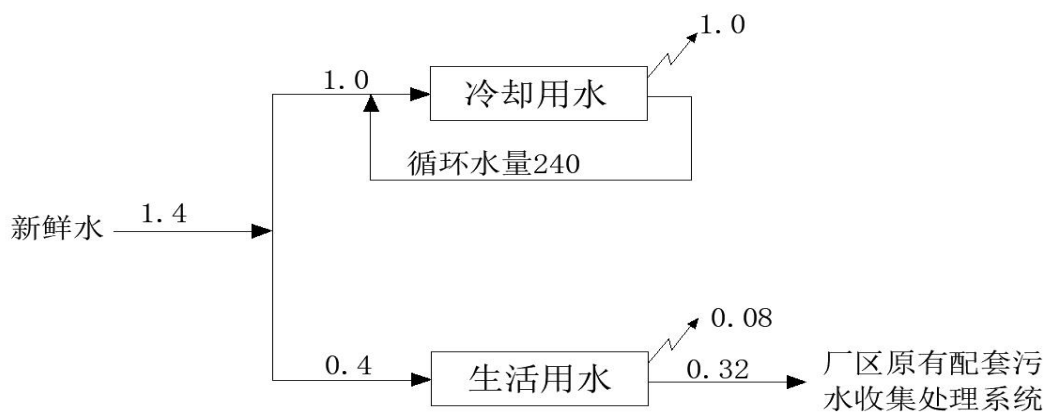 1.0
1.0
冷却用水
循环水量240
新鲜水
1.4
0.08
0.4
生活用水
0.32
厂区原有配套污
水收集处理系统